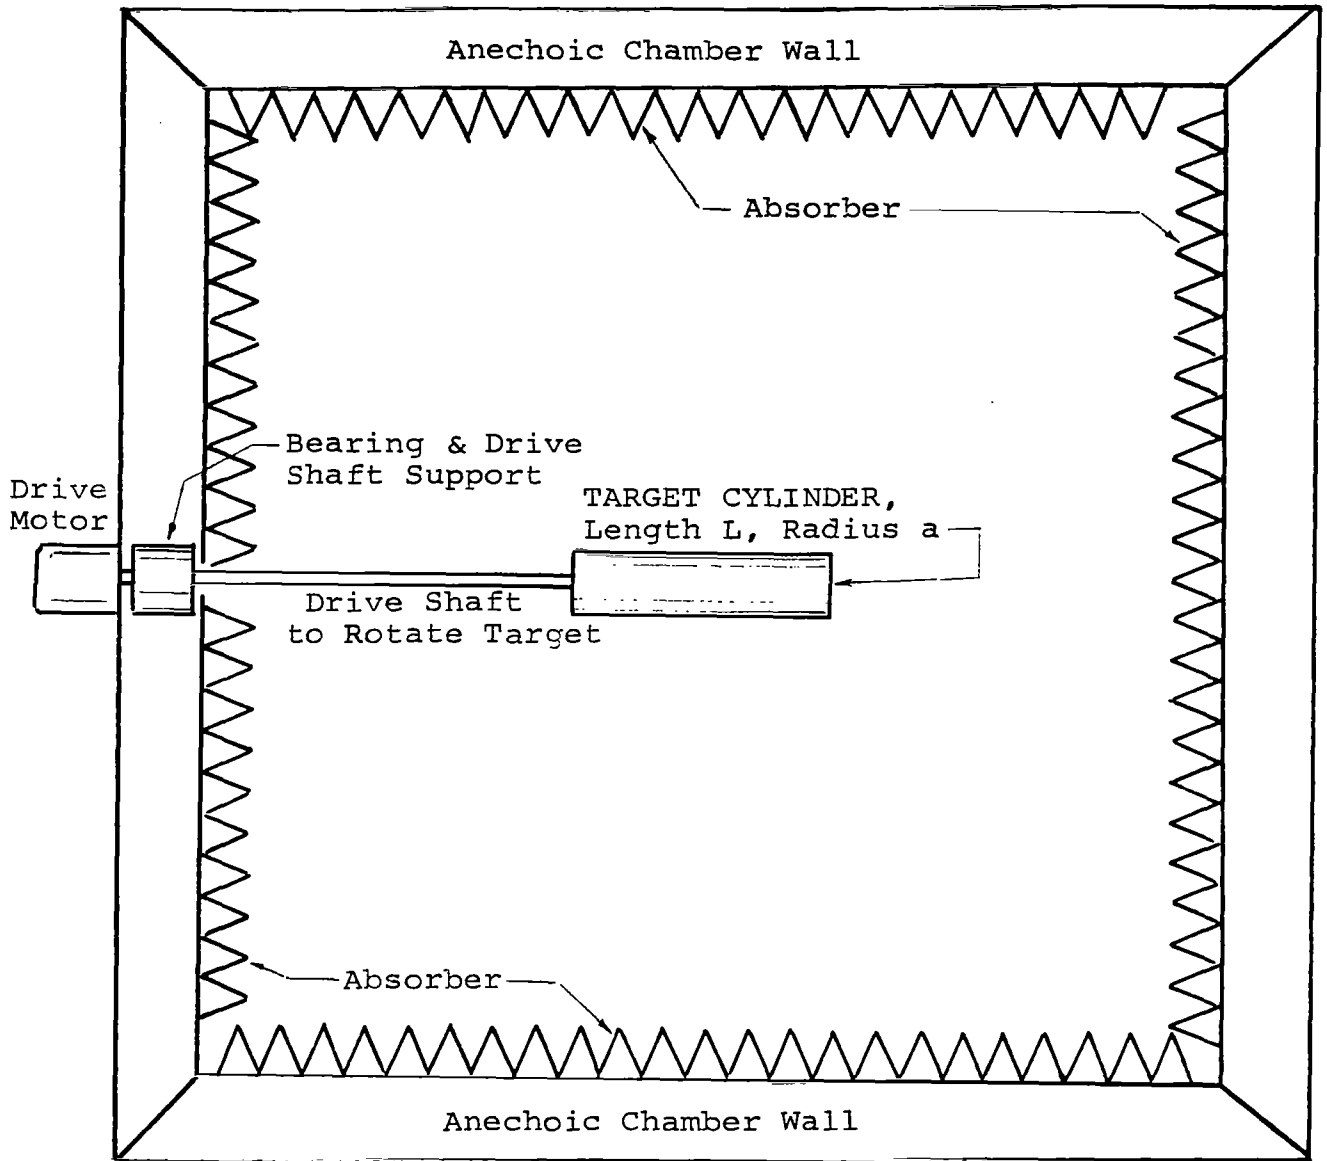 Anechoic Chamber Wall
Absorber
Bearing & Drive
Shaft Support
Drive
Motor
TARGET CYLINDER,
Length L, Radius a
Drive Shaft
to Rotate Target
Absorber
Anechoic Chamber Wall